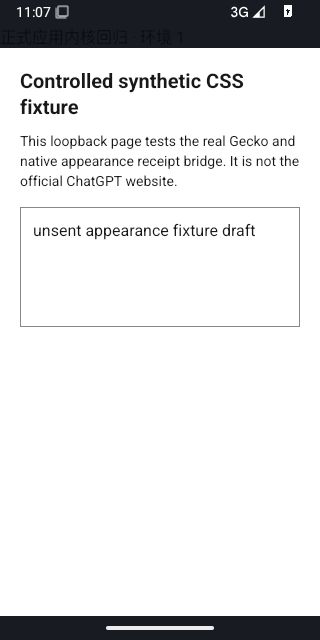 11:07
3G
正式应用内核回归 · 环境 1
Controlled synthetic CSS
fixture
This loopback page tests the real Gecko and
native appearance receipt bridge. It is not the
official ChatGPT website.
unsent appearance fixture draft